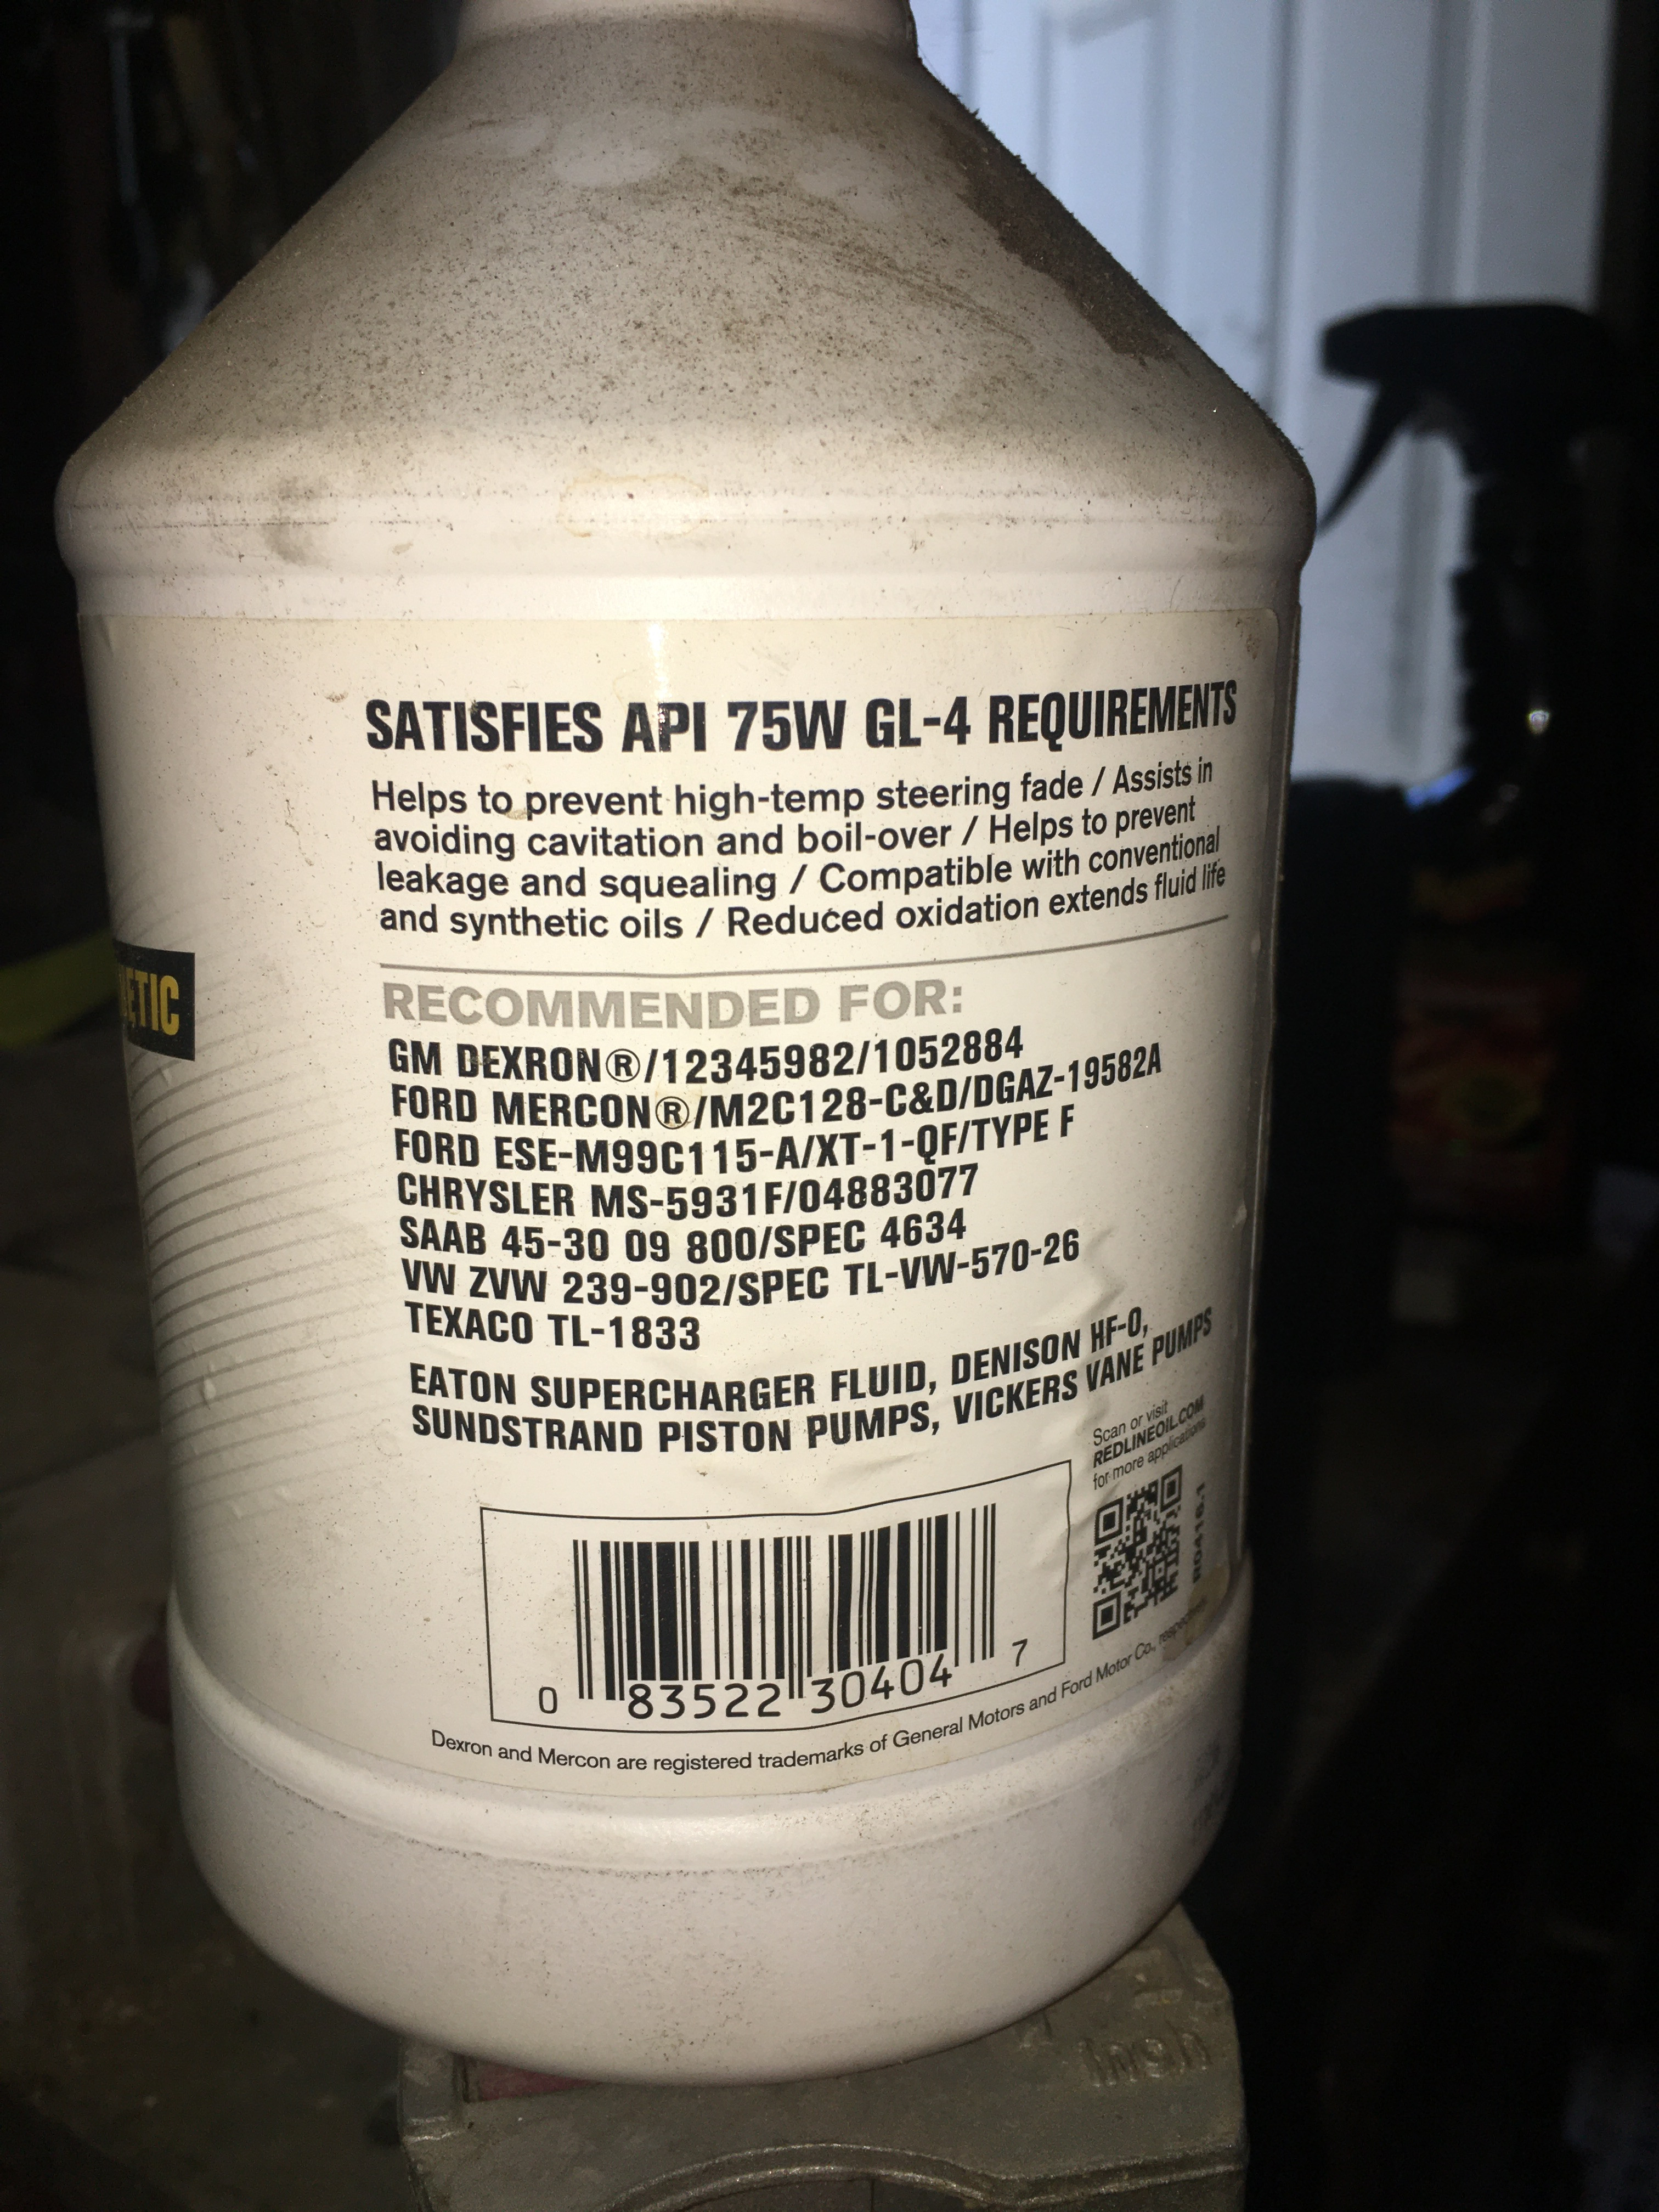 SATISFIES API 75W GL-4 REQUIREMENTS
Helps to prevent high-temp steering fade / Assists in
avoiding cavitation and boil-over / Helps to prevent
leakage and squealing / Compatible with conventional
and synthetic oils / Reduced oxidation extends fluid life
ETIC
RECOMMENDED FOR:
GM DEXRON®/12345982/1052884
FORD MERCON®/M2C128-C&D/DGAZ-19582A
FORD ESE-M99C115-A/XT-1-QF/TYPE F
CHRYSLER MS-5931F/04883077
SAAB 45-30 09 800/SPEC 4634
VW ZVW 239-902/SPEC TL-VW-570-26
TEXACO TL-1833
EATON SUPERCHARGER FLUID, DENISON HF-0,
SUNDSTRAND PISTON PUMPS, VICKERS VANE PUMPS
Scan or visit
REDLINEOIL.COM
for more applications
R0416.1
0 83522 30404 7
Dexron and Mercon are registered trademarks of General Motors and Ford Motor Co.,
Inch